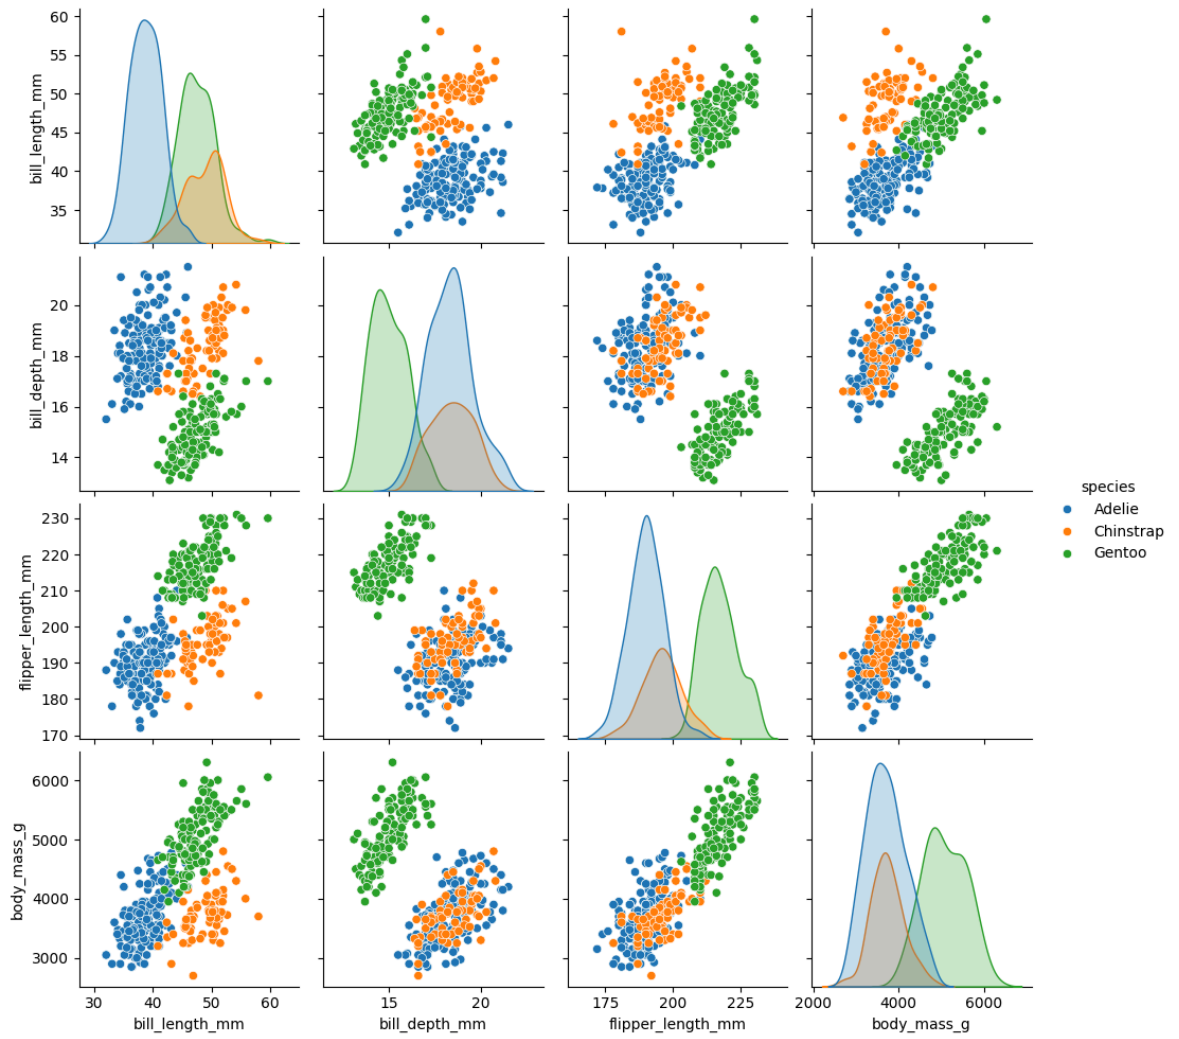 60
55
50
45
40
35
bill_length_mm
20
18
16
14
bill_depth_mm
species
Adelie
Chinstrap
Gentoo
230
220
210
200
190
180
170
flipper_length_mm
6000
5000
4000
3000
body_mass_g
30 40 50 60
15 20
175 200 225
2000 4000 6000
bill_length_mm
bill_depth_mm
flipper_length_mm
body_mass_g